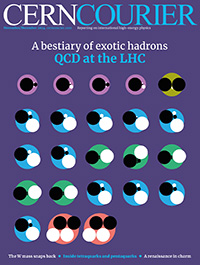 CERNCOURIER
Reporting on international high-energy physics
A bestiary of exotic hadrons
QCD at the LHC
The W mass snaps back • Inside tetraquarks and pentaquarks • A renaissance in charm